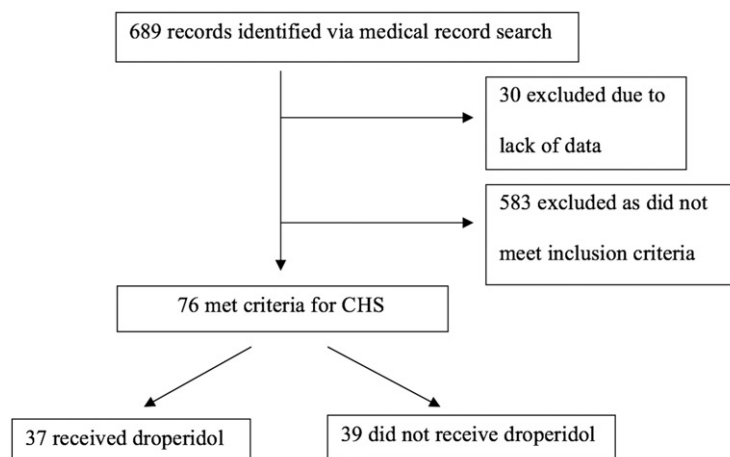 689 records identified via medical record search
30 excluded due to
lack of data
583 excluded as did not
meet inclusion criteria
76 met criteria for CHS
37 received droperidol
39 did not receive droperidol